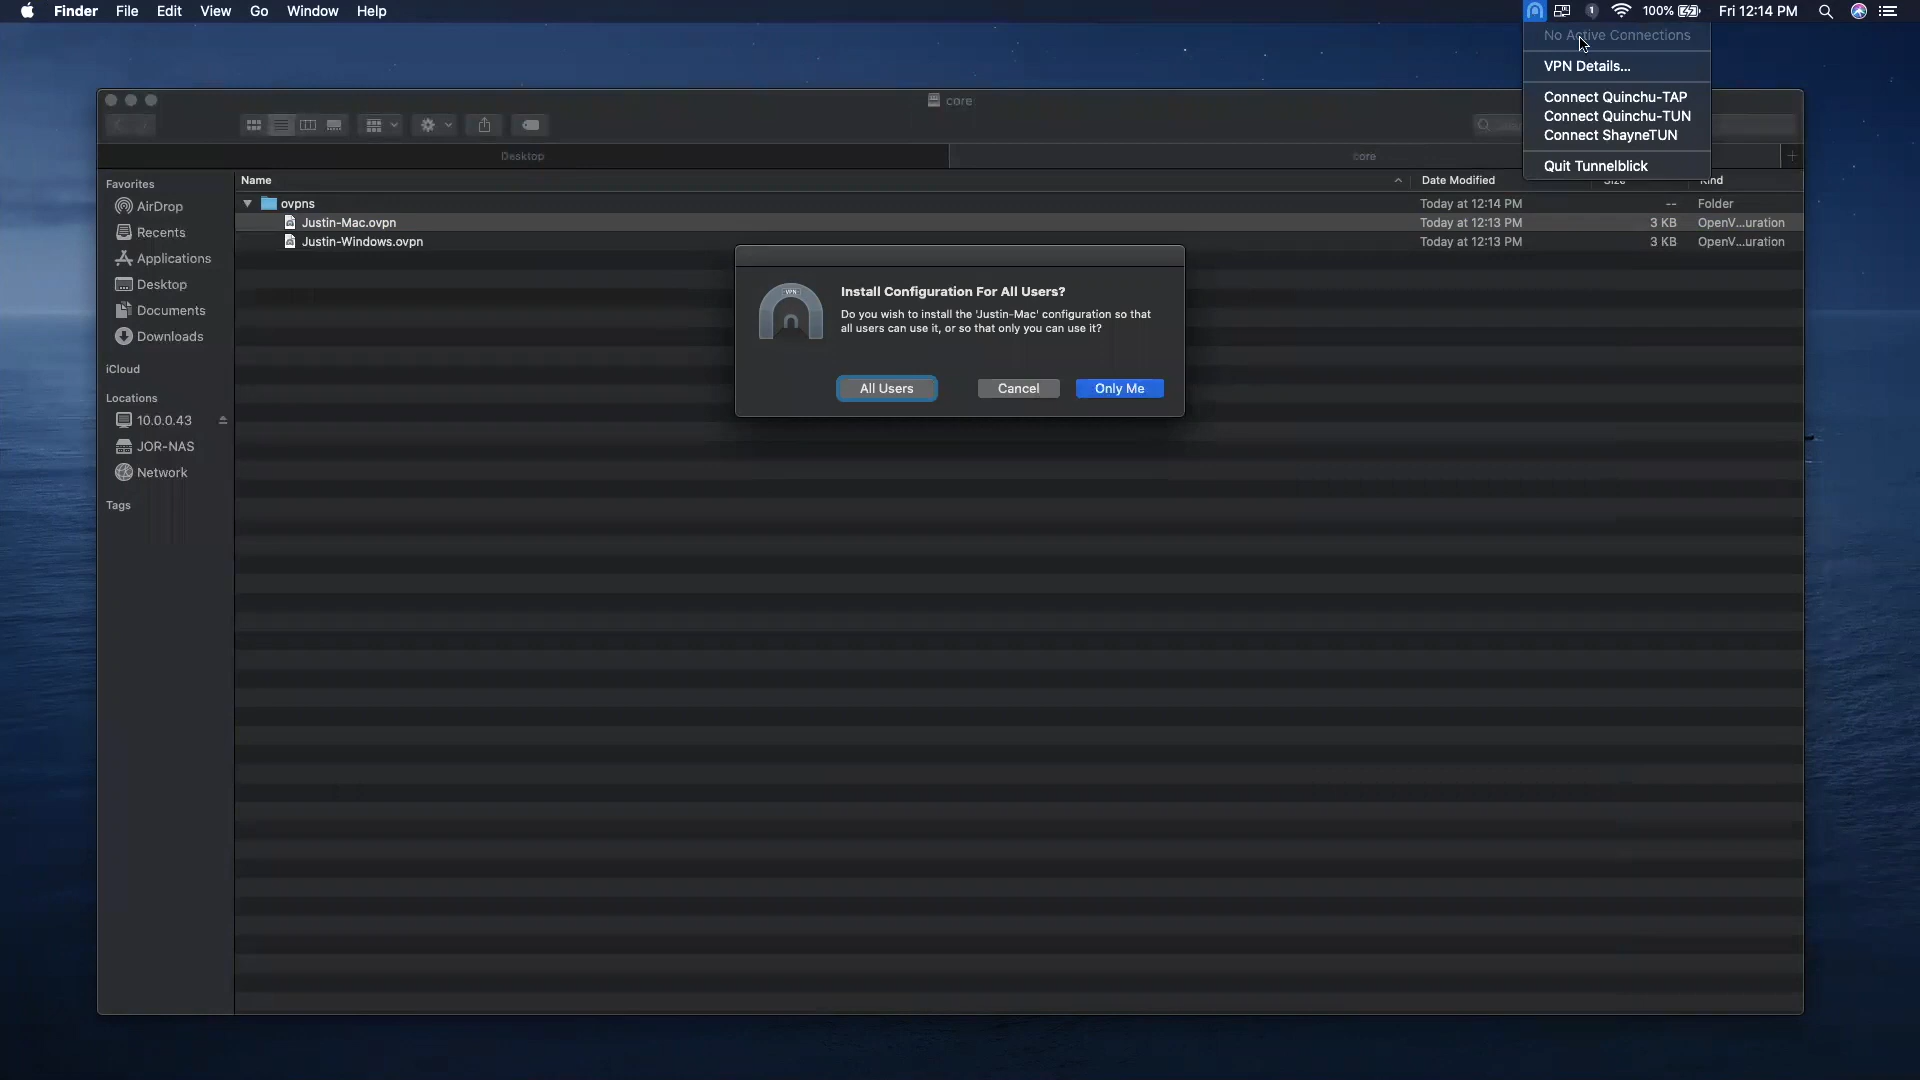 Finder File Edit View Go Window Help
1 100% Fri 12:14 PM
No Active Connections
VPN Details...
Connect Quinchu-TAP
Connect Quinchu-TUN
Connect ShayneTUN
Quit Tunnelblick
core
Desktop
core
Name Date Modified Size Kind
Favorites
AirDrop
Recents
Applications
Desktop
Documents
Downloads
iCloud
Locations
10.0.0.43
JOR-NAS
Network
Tags
ovpns Today at 12:14 PM -- Folder
Justin-Mac.ovpn Today at 12:13 PM 3 KB OpenV...uration
Justin-Windows.ovpn Today at 12:13 PM 3 KB OpenV...uration
VPN
Install Configuration For All Users?
Do you wish to install the 'Justin-Mac' configuration so that
all users can use it, or so that only you can use it?
All Users Cancel Only Me